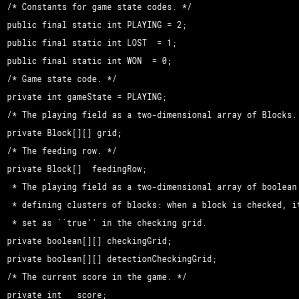 /* Constants for game state codes. */
public final static int PLAYING = 2;
public final static int LOST  = 1;
public final static int WON  = 0;
/* Game state code. */
private int gameState = PLAYING;
/* The playing field as a two-dimensional array of Blocks.
private Block[][] grid;
/* The feeding row. */
private Block[]  feedingRow;
* The playing field as a two-dimensional array of boolean
* defining clusters of blocks: when a block is checked, it
* set as ``true'' in the checking grid.
private boolean[][] checkingGrid;
private boolean[][] detectionCheckingGrid;
/* The current score in the game. */
private int   score;